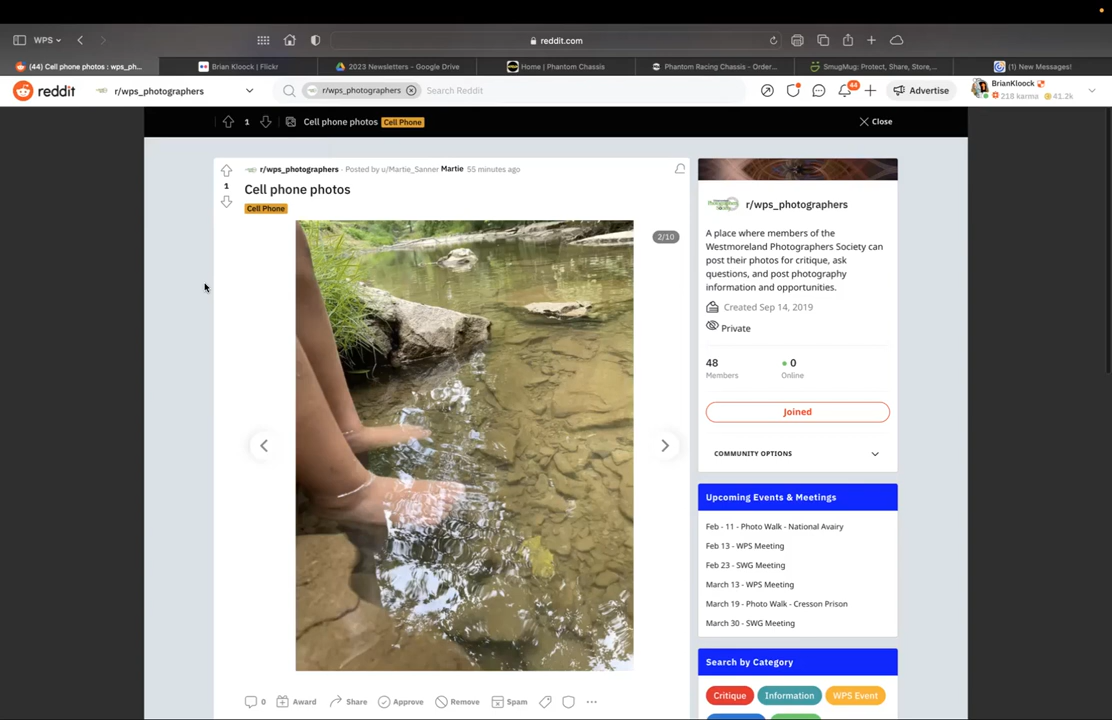 WPS
reddit.com
(44) Cell phone photos : wps_ph...
Brian Kloock | Flickr
2023 Newsletters - Google Drive
Home | Phantom Chassis
Phantom Racing Chassis - Order...
SmugMug: Protect, Share, Store,...
(1) New Messages!
reddit
r/wps_photographers
r/wps_photographers
Search Reddit
44
Advertise
BrianKloock
218 karma
41.2k
1
Cell phone photos
Cell Phone
Close
r/wps_photographers · Posted by u/Martie_Sanner Martie 55 minutes ago
1
Cell phone photos
Cell Phone
2/10
0
Award
Share
Approve
Remove
Spam
r/wps_photographers
A place where members of the
Westmoreland Photographers Society can
post their photos for critique, ask
questions, and post photography
information and opportunities.
Created Sep 14, 2019
Private
48
Members
0
Online
Joined
COMMUNITY OPTIONS
Upcoming Events & Meetings
Feb - 11 - Photo Walk - National Avairy
Feb 13 - WPS Meeting
Feb 23 - SWG Meeting
March 13 - WPS Meeting
March 19 - Photo Walk - Cresson Prison
March 30 - SWG Meeting
Search by Category
Critique
Information
WPS Event